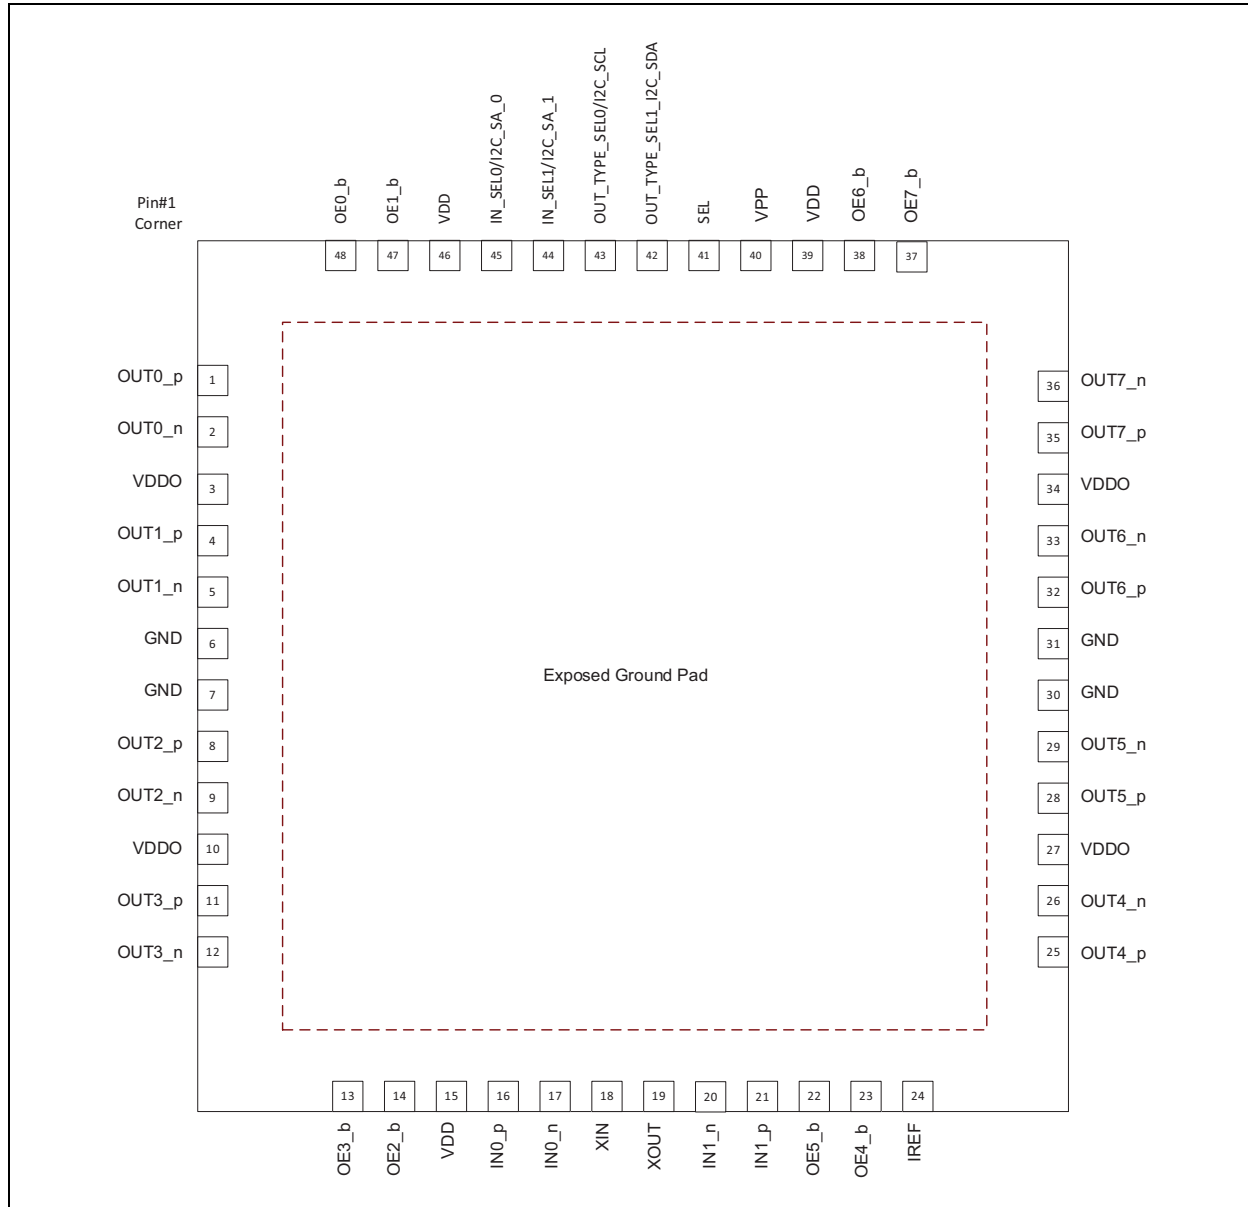 Pin#1
Corner
OE0_b
OE1_b
VDD
IN_SEL0/I2C_SA_0
IN_SEL1/I2C_SA_1
OUT_TYPE_SEL0/I2C_SCL
OUT_TYPE_SEL1_I2C_SDA
SEL
VPP
VDD
OE6_b
OE7_b
48
47
46
45
44
43
42
41
40
39
38
37
OUT0_p 1
OUT0_n 2
VDDO 3
OUT1_p 4
OUT1_n 5
GND 6
GND 7
OUT2_p 8
OUT2_n 9
VDDO 10
OUT3_p 11
OUT3_n 12
Exposed Ground Pad
36 OUT7_n
35 OUT7_p
34 VDDO
33 OUT6_n
32 OUT6_p
31 GND
30 GND
29 OUT5_n
28 OUT5_p
27 VDDO
26 OUT4_n
25 OUT4_p
13
14
15
16
17
18
19
20
21
22
23
24
OE3_b
OE2_b
VDD
IN0_p
IN0_n
XIN
XOUT
IN1_n
IN1_p
OE5_b
OE4_b
IREF